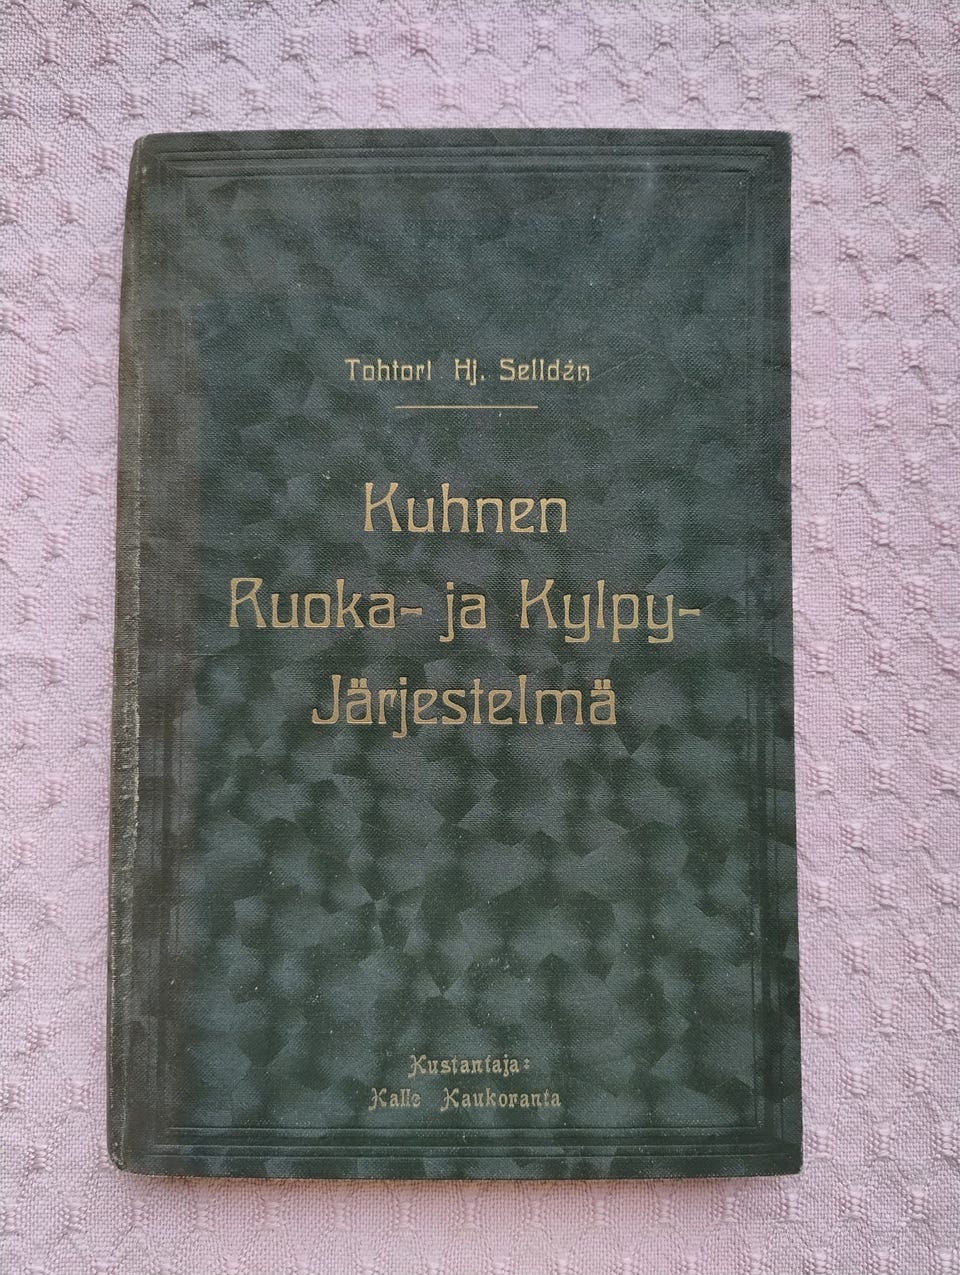 Tohtori Hj. Selldén
Kuhnen
Ruoka- ja Kylpy-
Järjestelmä
Kustantaja:
Kalle Kaukoranta